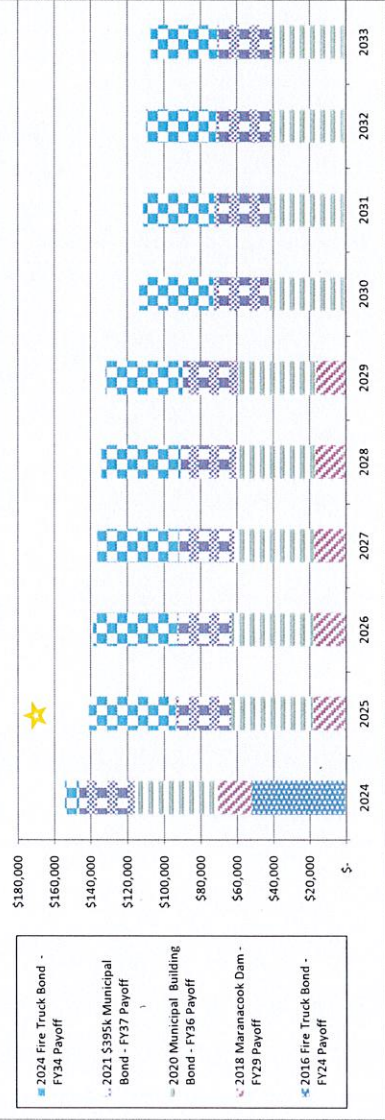 2024 Fire Truck Bond -
FY34 Payoff
2021 $395k Municipal
Bond - FY37 Payoff
2020 Municipal Building
Bond - FY36 Payoff
2018 Maranacook Dam -
FY29 Payoff
2016 Fire Truck Bond -
FY24 Payoff
$180,000
$160,000
$140,000
$120,000
$100,000
$80,000
$60,000
$40,000
$20,000
$-
2024
2025
2026
2027
2028
2029
2030
2031
2032
2033